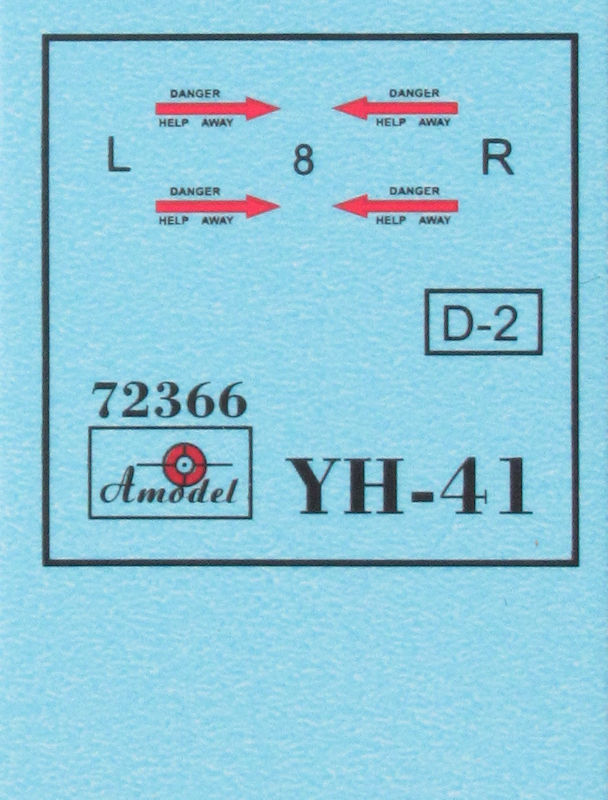 DANGER DANGER
HELP AWAY HELP AWAY
L 8 R
DANGER DANGER
HELP AWAY HELP AWAY
D-2
72366
Amodel
YH-41